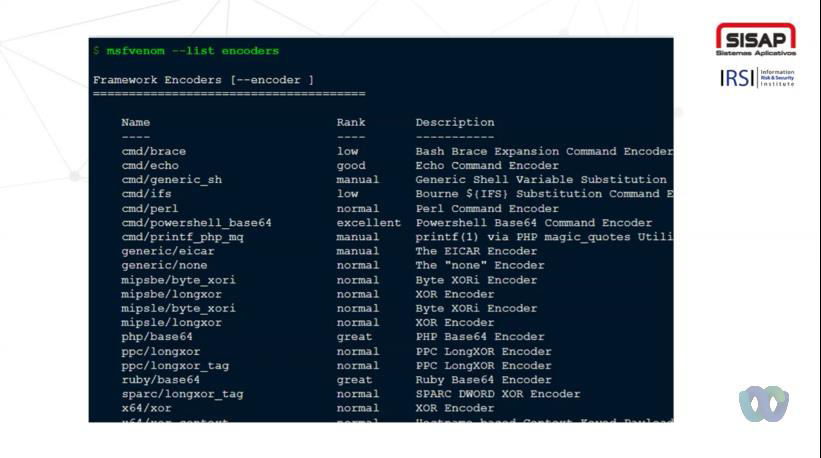 SISAP
Sistemas Aplicativos
IRSI Information Risk & Security Institute
$ msfvenom --list encoders
Framework Encoders [--encoder ]
======================================
Name Rank Description
---- ---- -----------
cmd/brace low Bash Brace Expansion Command Encoder
cmd/echo good Echo Command Encoder
cmd/generic_sh manual Generic Shell Variable Substitution
cmd/ifs low Bourne ${IFS} Substitution Command E
cmd/perl normal Perl Command Encoder
cmd/powershell_base64 excellent Powershell Base64 Command Encoder
cmd/printf_php_mq manual printf(1) via PHP magic_quotes Utili
generic/eicar manual The EICAR Encoder
generic/none normal The "none" Encoder
mipsbe/byte_xori normal Byte XORi Encoder
mipsbe/longxor normal XOR Encoder
mipsle/byte_xori normal Byte XORi Encoder
mipsle/longxor normal XOR Encoder
php/base64 great PHP Base64 Encoder
ppc/longxor normal PPC LongXOR Encoder
ppc/longxor_tag normal PPC LongXOR Encoder
ruby/base64 great Ruby Base64 Encoder
sparc/longxor_tag normal SPARC DWORD XOR Encoder
x64/xor normal XOR Encoder